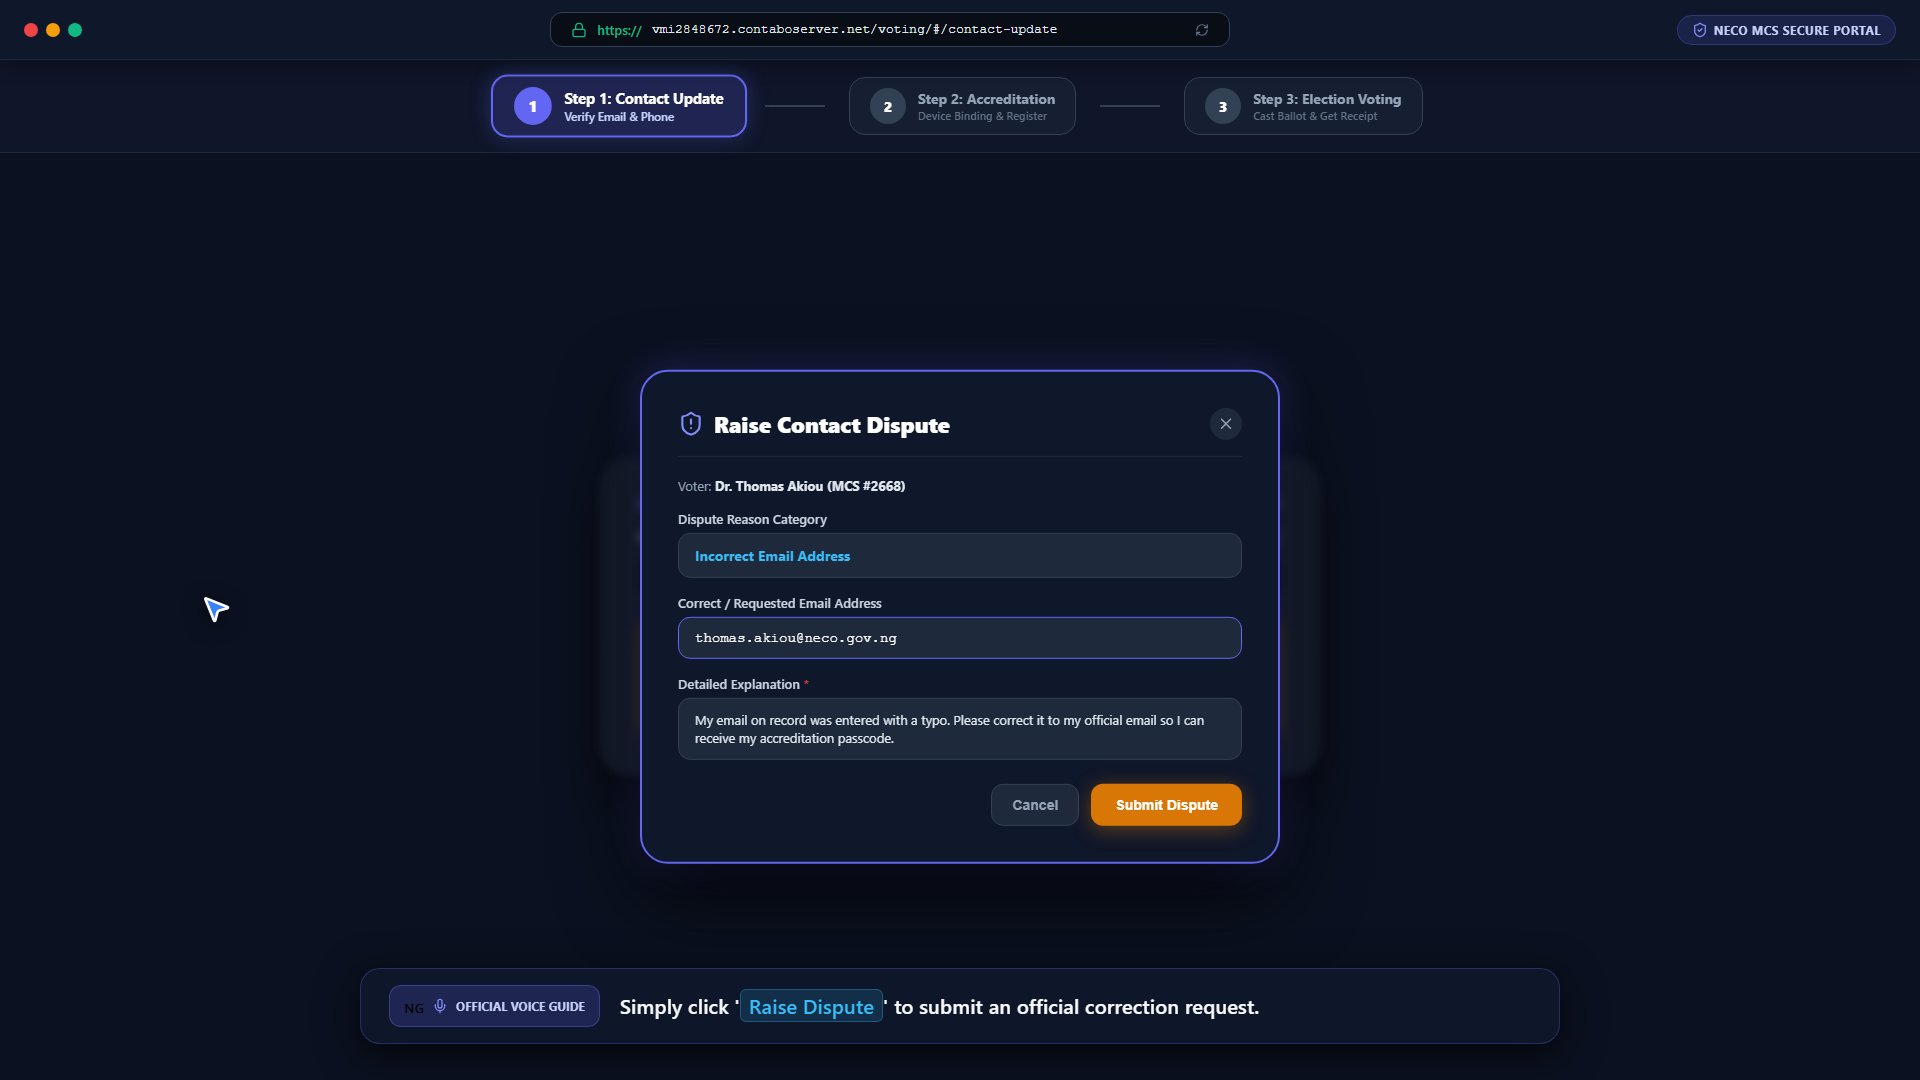 https:// vmi2848672.contaboserver.net/voting/#/contact-update
NECO MCS SECURE PORTAL
1
Step 1: Contact Update
Verify Email & Phone
2
Step 2: Accreditation
Device Binding & Register
3
Step 3: Election Voting
Cast Ballot & Get Receipt
Raise Contact Dispute
Voter: Dr. Thomas Akiou (MCS #2668)
Dispute Reason Category
Incorrect Email Address
Correct / Requested Email Address
thomas.akiou@neco.gov.ng
Detailed Explanation *
My email on record was entered with a typo. Please correct it to my official email so I can
receive my accreditation passcode.
Cancel
Submit Dispute
NG OFFICIAL VOICE GUIDE
Simply click 'Raise Dispute' to submit an official correction request.